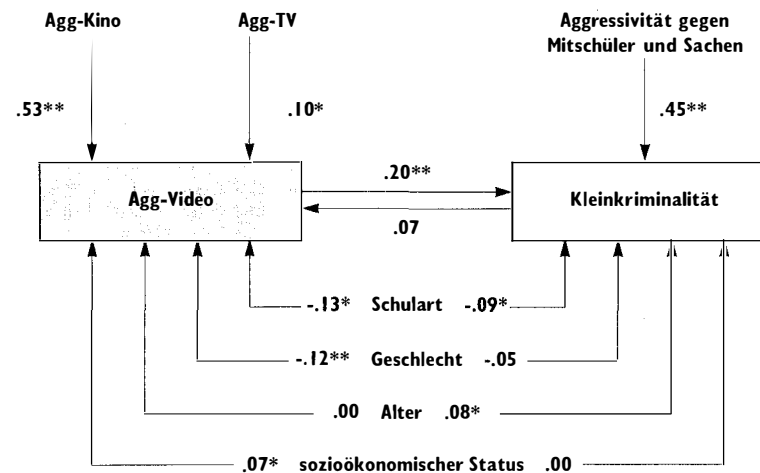 Agg-Kino Agg-TV Aggressivität gegen
Mitschüler und Sachen
.53** .10* .45**
.20**
Agg-Video Kleinkriminalität
.07
-.13* Schulart -.09*
-.12** Geschlecht -.05
.00 Alter .08*
.07* sozioökonomischer Status .00